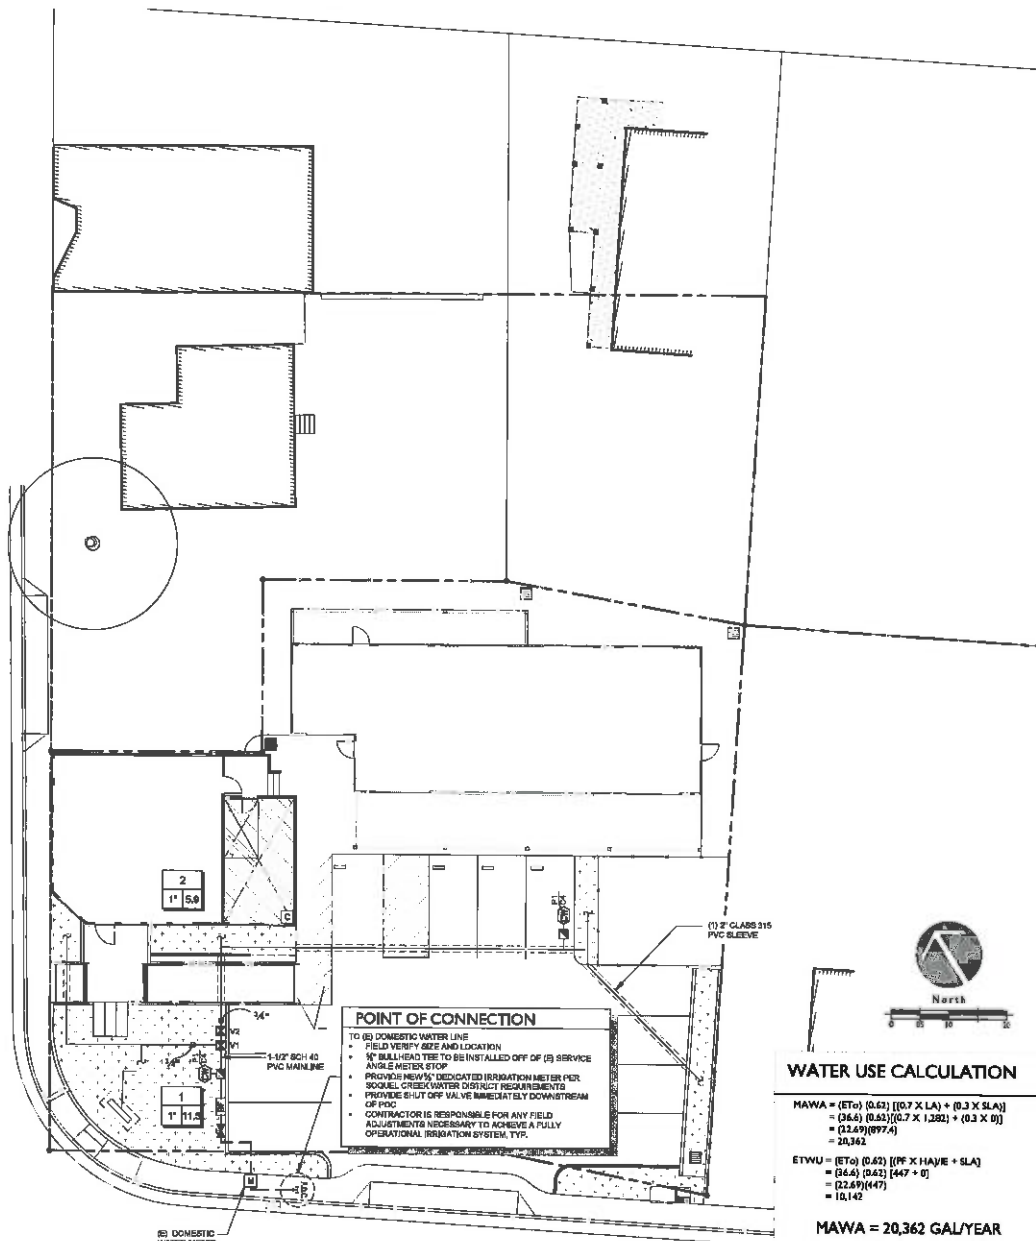 2
1" 5.9
C
(1) 2" CLASS 315
PVC SLEEVE
North
3/4"
V2
V1
1-1/2" SCH 40
PVC MAINLINE
3/4"
1
1" 11.5
POINT OF CONNECTION
TO (E) DOMESTIC WATER LINE
• FIELD VERIFY SIZE AND LOCATION
• BULLHEAD TEE TO BE INSTALLED OFF OF (E) SERVICE
ANGLE METER STOP
• PROVIDE NEW DEDICATED IRRIGATION METER PER
SOQUEL CREEK WATER DISTRICT REQUIREMENTS
• PROVIDE SHUT OFF VALVE IMMEDIATELY DOWNSTREAM
OF POC
• CONTRACTOR IS RESPONSIBLE FOR ANY FIELD
ADJUSTMENTS NECESSARY TO ACHIEVE A FULLY
OPERATIONAL IRRIGATION SYSTEM, TYP.
M
(E) DOMESTIC
WATER USE CALCULATION
MAWA = (ETo) (0.62) [(0.7 X LA) + (0.3 X SLA)]
= (36.6) (0.62)[(0.7 X 1,282) + (0.3 X 0)]
= (22.69)(897.4)
= 20,362
ETWU = (ETo) (0.62) [(PF X HA)/IE + SLA]
= (36.6) (0.62) [447 + 0]
= (22.69)(447)
= 10,142
MAWA = 20,362 GAL/YEAR